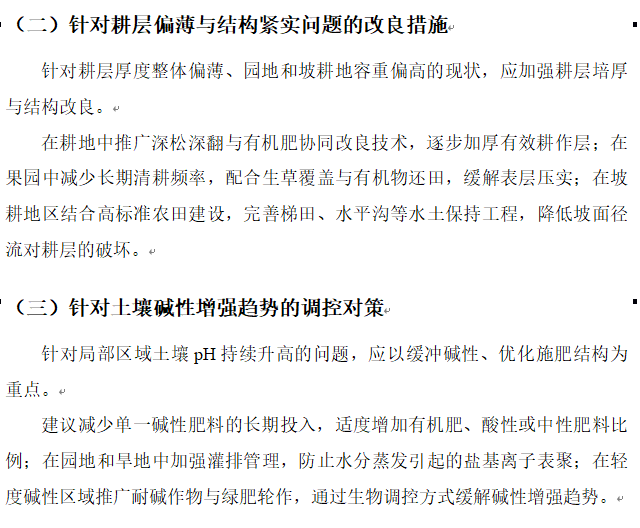 （二）针对耕层偏薄与结构紧实问题的改良措施
针对耕层厚度整体偏薄、园地和坡耕地容重偏高的现状，应加强耕层培厚
与结构改良。
在耕地中推广深松深翻与有机肥协同改良技术，逐步加厚有效耕作层；在
果园中减少长期清耕频率，配合生草覆盖与有机物还田，缓解表层压实；在坡
耕地区结合高标准农田建设，完善梯田、水平沟等水土保持工程，降低坡面径
流对耕层的破坏。
（三）针对土壤碱性增强趋势的调控对策
针对局部区域土壤 pH 持续升高的问题，应以缓冲碱性、优化施肥结构为
重点。
建议减少单一碱性肥料的长期投入，适度增加有机肥、酸性或中性肥料比
例；在园地和旱地中加强灌排管理，防止水分蒸发引起的盐基离子表聚；在轻
度碱性区域推广耐碱作物与绿肥轮作，通过生物调控方式缓解碱性增强趋势。